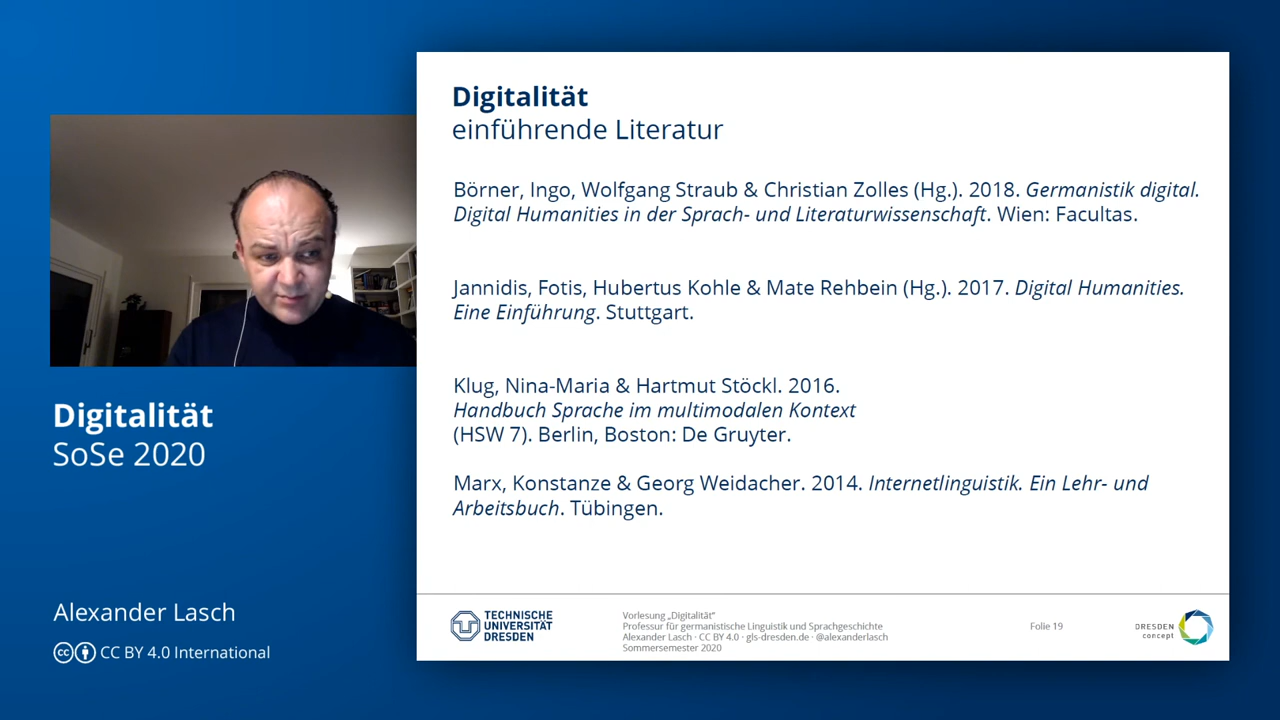 Digitalität
einführende Literatur
Börner, Ingo, Wolfgang Straub & Christian Zolles (Hg.). 2018. Germanistik digital.
Digital Humanities in der Sprach- und Literaturwissenschaft. Wien: Facultas.
Jannidis, Fotis, Hubertus Kohle & Mate Rehbein (Hg.). 2017. Digital Humanities.
Eine Einführung. Stuttgart.
Klug, Nina-Maria & Hartmut Stöckl. 2016.
Handbuch Sprache im multimodalen Kontext
(HSW 7). Berlin, Boston: De Gruyter.
Marx, Konstanze & Georg Weidacher. 2014. Internetlinguistik. Ein Lehr- und
Arbeitsbuch. Tübingen.
Digitalität
SoSe 2020
Alexander Lasch
cc CC BY 4.0 International
TECHNISCHE
UNIVERSITÄT
DRESDEN
Vorlesung „Digitalität“
Professur für germanistische Linguistik und Sprachgeschichte
Alexander Lasch · CC BY 4.0 · gls-dresden.de · @alexanderlasch
Sommersemester 2020
Folie 19
DRESDEN
concept